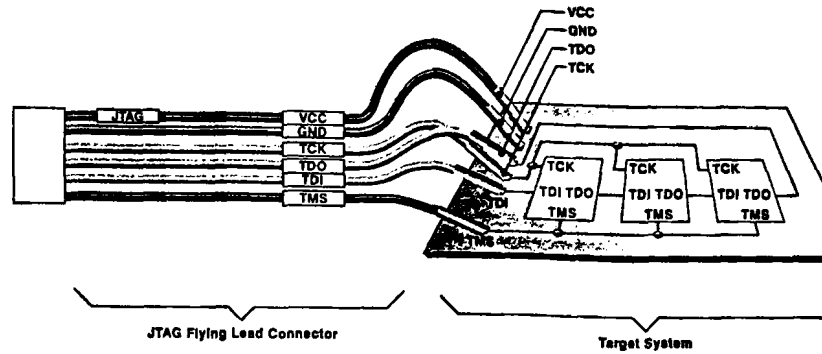 VCC
GND
TDO
TCK
JTAG
VCC
GND
TCK
TDO
TDI
TMS
TDI
TMS
TCK
TDI TDO
TMS
TCK
TDI TDO
TMS
TCK
TDI TDO
TMS
JTAG Flying Lead Connector
Target System